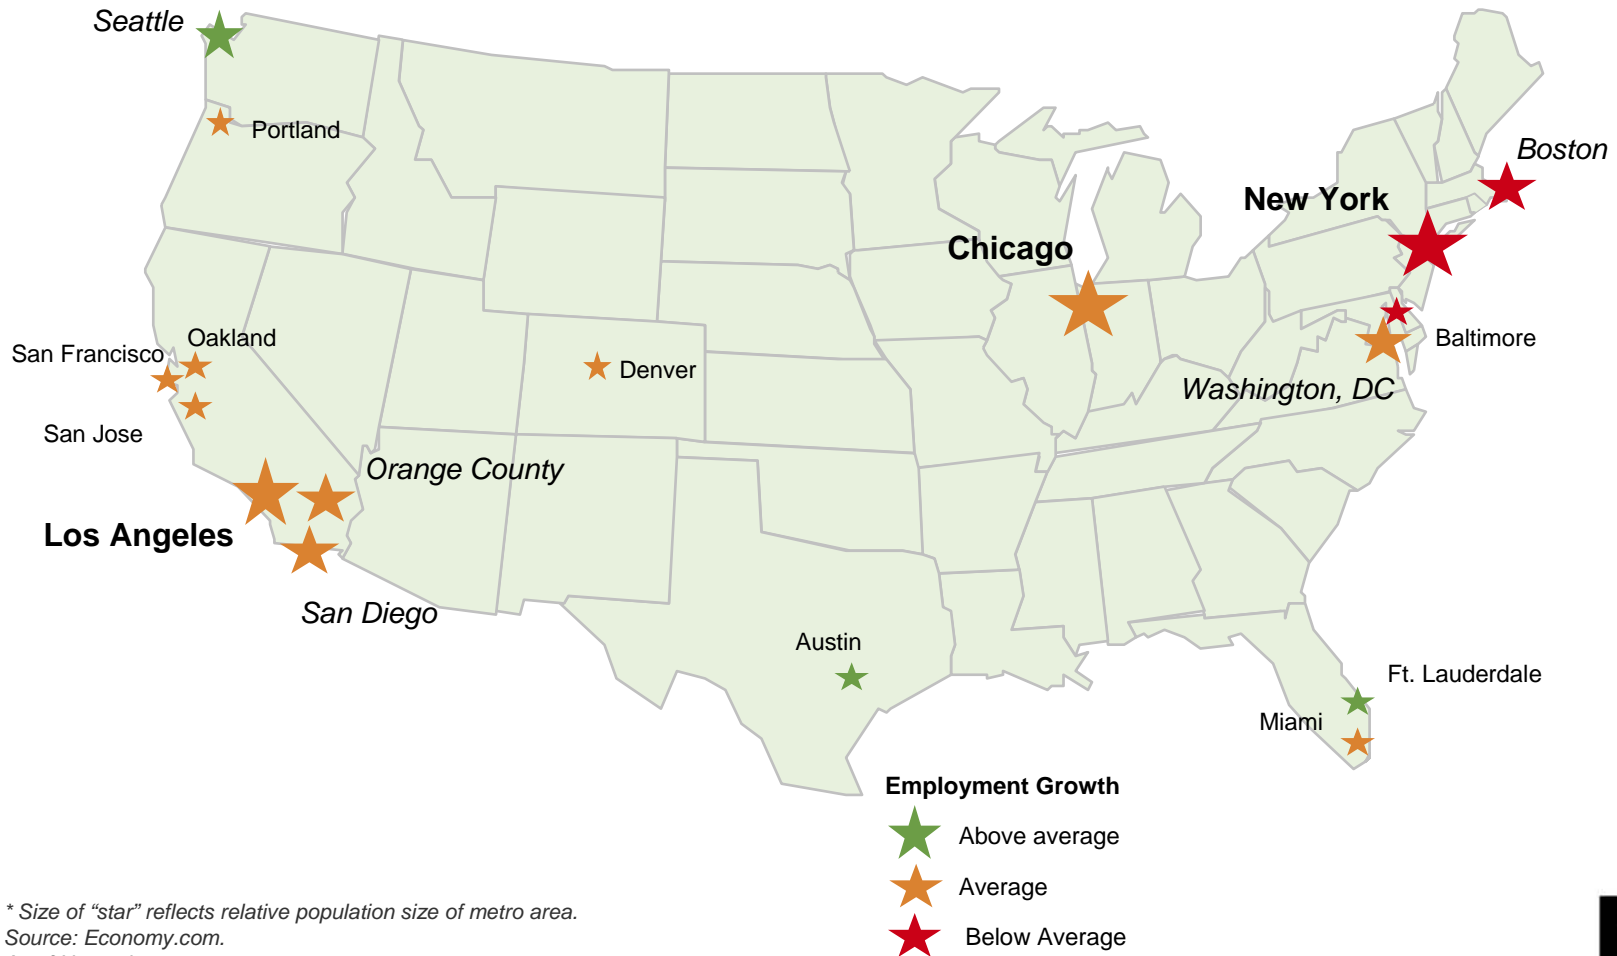 Seattle
Portland
Boston
New York
Chicago
Oakland
San Francisco
Denver
Baltimore
Washington, DC
San Jose
Orange County
Los Angeles
San Diego
Austin
Ft. Lauderdale
Miami
Employment Growth
Above average
Average
Below Average
* Size of “star” reflects relative population size of metro area.
Source: Economy.com.